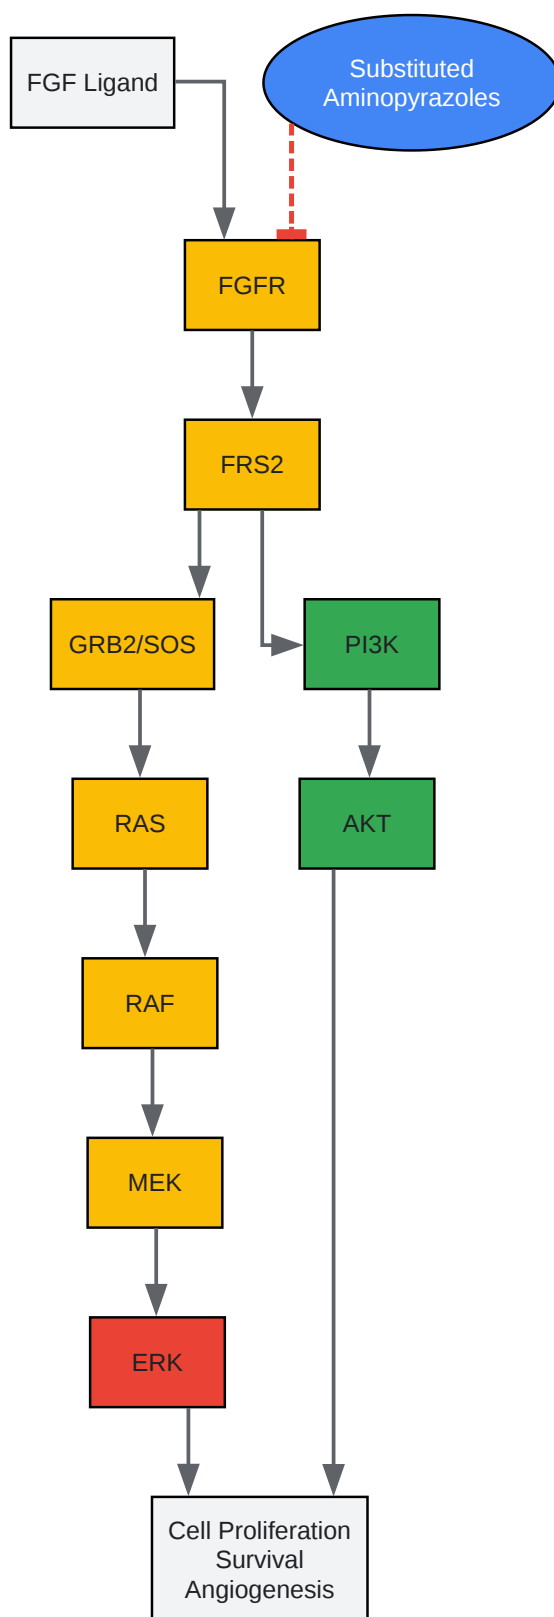 FGF Ligand
Substituted
Aminopyrazoles
FGFR
FRS2
GRB2/SOS
PI3K
RAS
AKT
RAF
MEK
ERK
Cell Proliferation
Survival
Angiogenesis